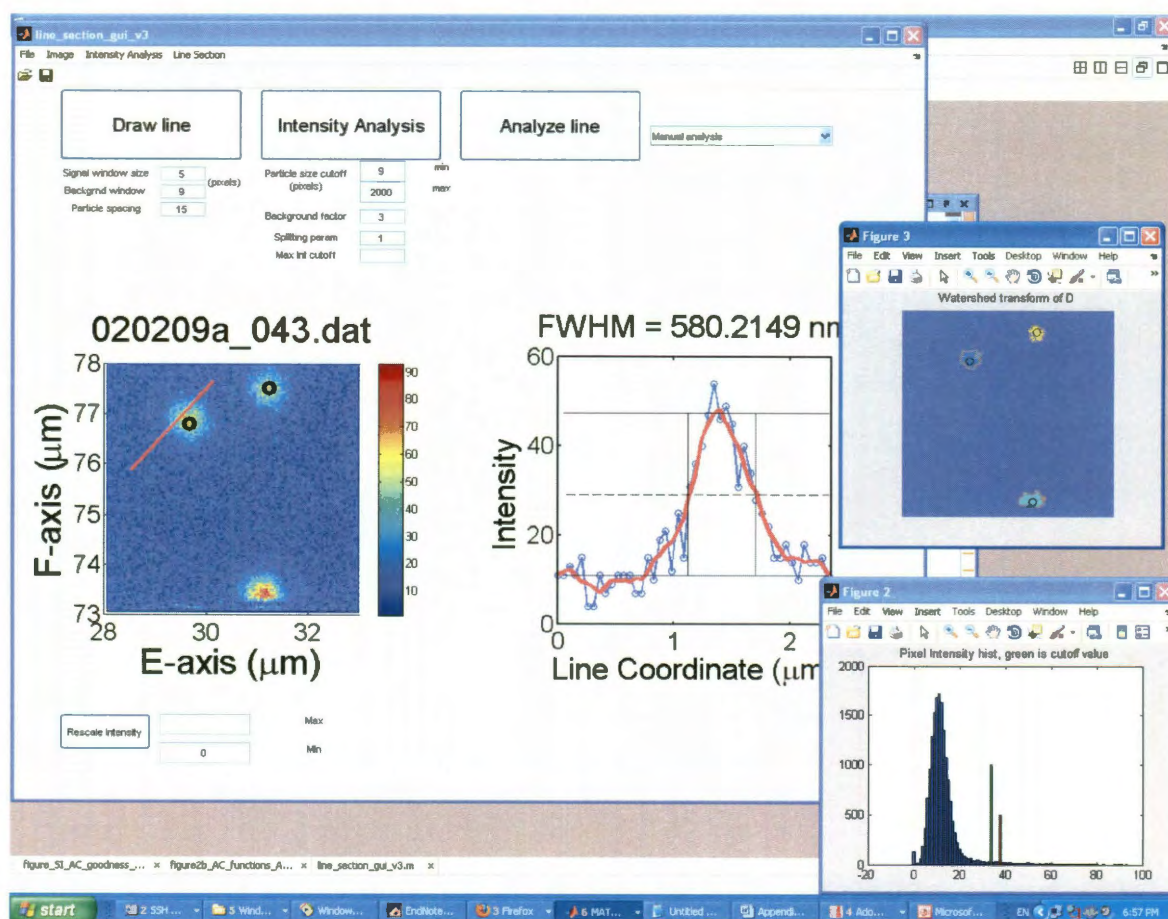 line_section_gui_v3
File Image Intensity Analysis Line Section
Draw line
Intensity Analysis
Analyze line
Manual analysis
Signal window size 5
(pixels)
Backgrnd window 9
Particle spacing 15
Particle size cutoff 9 min
(pixels) 2000 max
Background factor 3
Splitting param 1
Max int cutoff
Figure 3
File Edit View Insert Tools Desktop Window Help
Watershed transform of D
020209a_043.dat
78
77
76
75
74
73
28 30 32
F-axis (μm)
E-axis (μm)
90
80
70
60
50
40
30
20
10
FWHM = 580.2149 nm
60
40
20
0
0 1 2
Intensity
Line Coordinate (μm
Figure 2
File Edit View Insert Tools Desktop Window Help
Pixel Intensity hist, green is cutoff value
2000
1500
1000
500
0
-20 0 20 40 60 80 100
Rescale intensity
Max
0 Min
figure_SI_AC_goodness_... × figure2b_AC_functions_A... × line_section_gui_v3.m ×
start 2 SSH ... 5 Wind... Window... EndNote... 3 Firefox 6 MAT... Untitled ... Appendi... 4 Ado... Microsof... EN 6:57 PM